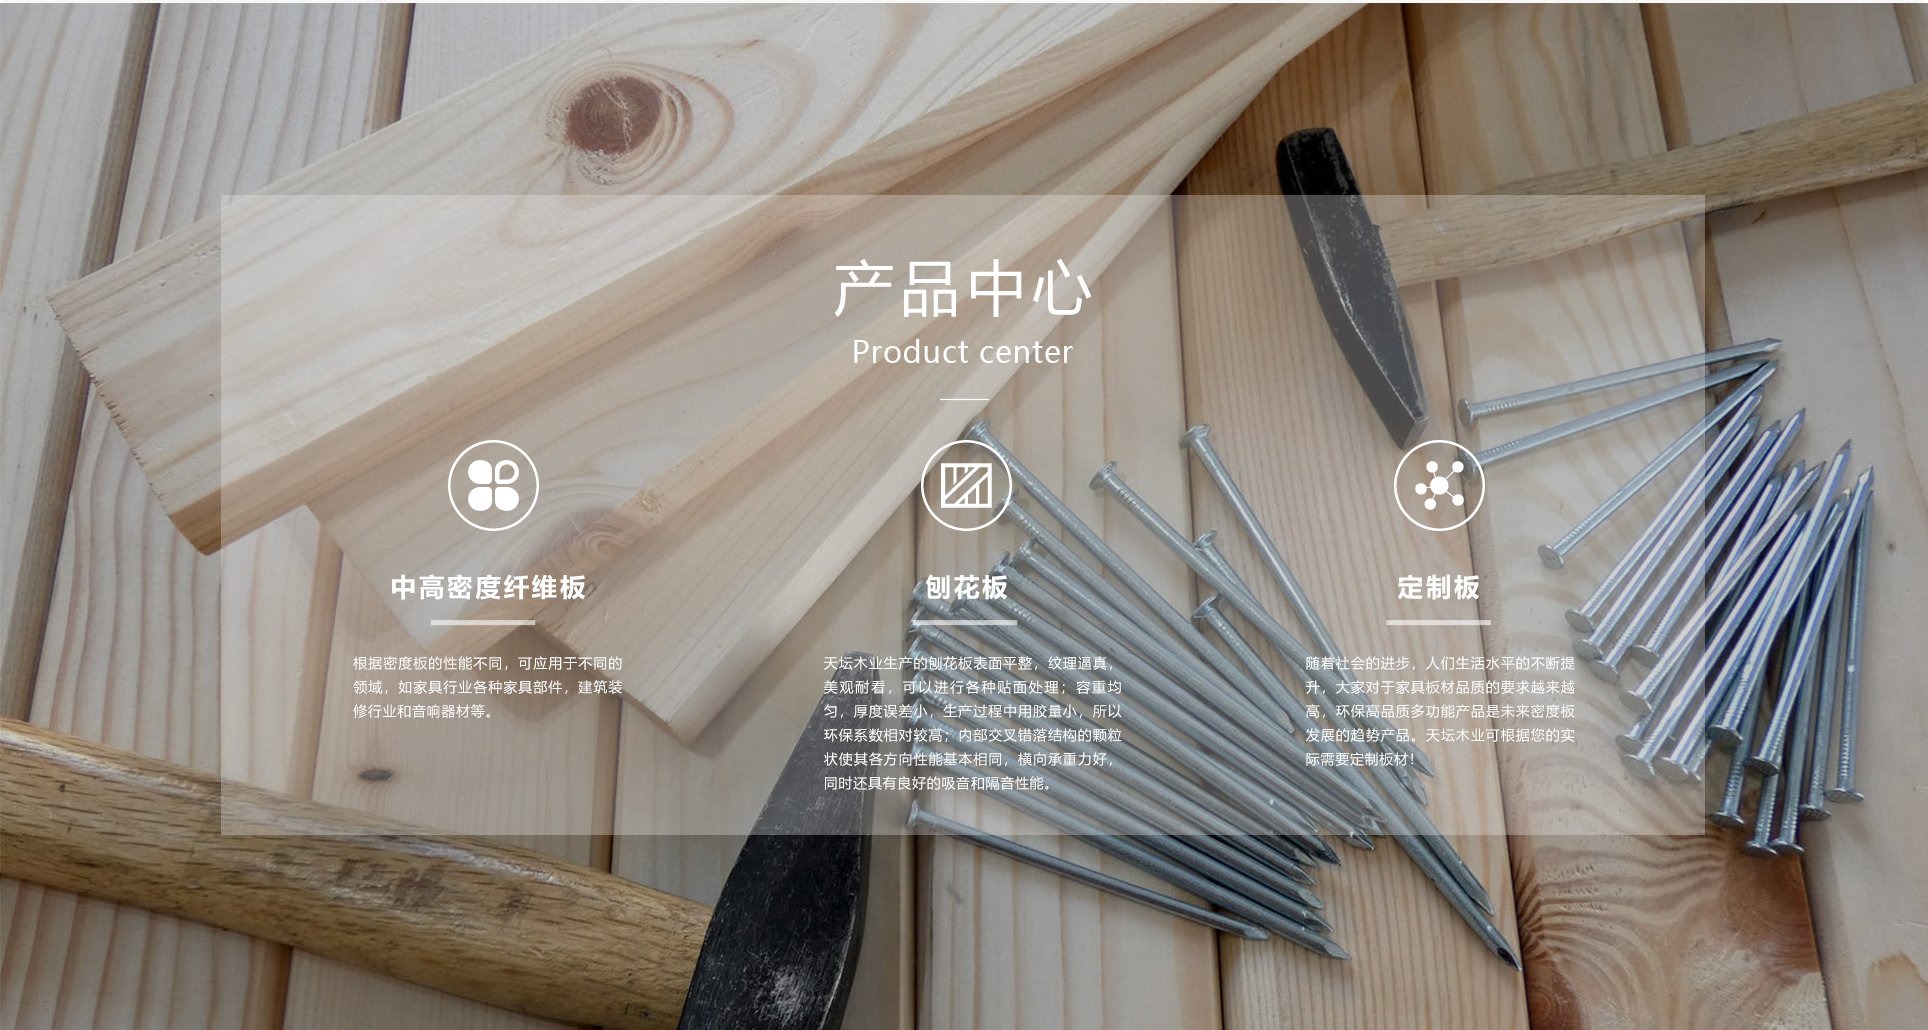 产品中心
Product center
中高密度纤维板
根据密度板的性能不同，可应用于不同的
领域，如家具行业各种家具部件，建筑装
修行业和音响器材等。
刨花板
天坛木业生产的刨花板表面平整，纹理逼真，
美观耐看，可以进行各种贴面处理；容重均
匀，厚度误差小，生产过程中用胶量小，所以
环保系数相对较高；内部交叉错落结构的颗粒
状使其各方向性能基本相同，横向承重力好，
同时还具有良好的吸音和隔音性能。
定制板
随着社会的进步，人们生活水平的不断提
升，大家对于家具板材品质的要求越来越
高，环保高品质多功能产品是未来密度板
发展的趋势产品。天坛木业可根据您的实
际需要定制板材！